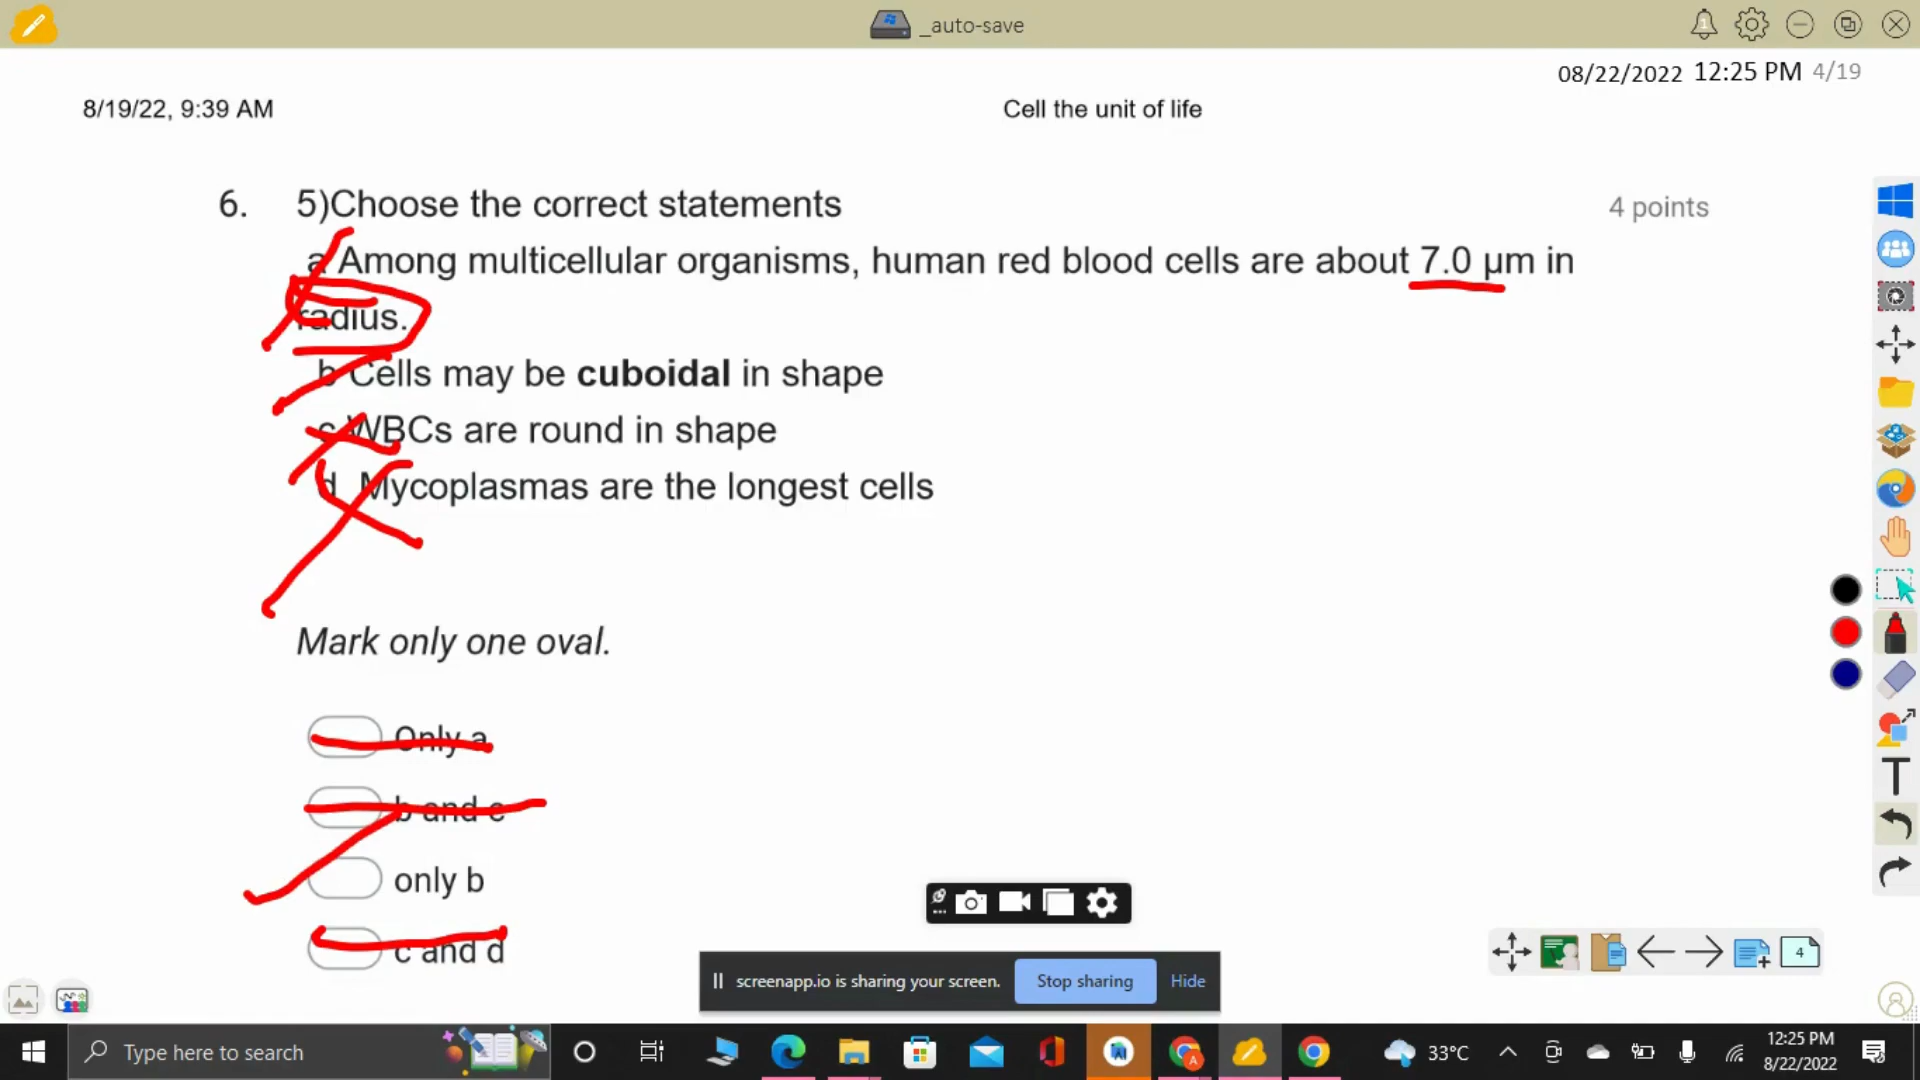 _auto-save
08/22/2022 12:25 PM 4/19
8/19/22, 9:39 AM
Cell the unit of life
6. 5)Choose the correct statements
4 points
a Among multicellular organisms, human red blood cells are about 7.0 µm in
radius.
b Cells may be cuboidal in shape
c WBCs are round in shape
d Mycoplasmas are the longest cells
Mark only one oval.
Only a
b and c
only b
c and d
screenapp.io is sharing your screen.
Stop sharing
Hide
4
Type here to search
33°C
12:25 PM
8/22/2022